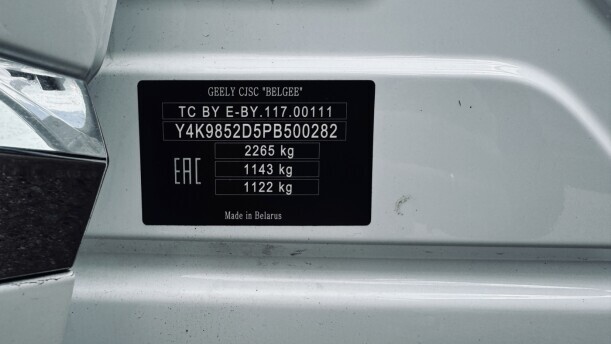 GEELY CJSC "BELGEE"
TC BY E-BY.117.00111
Y4K9852D5PB500282
2265 kg
EAC
1143 kg
1122 kg
Made in Belarus